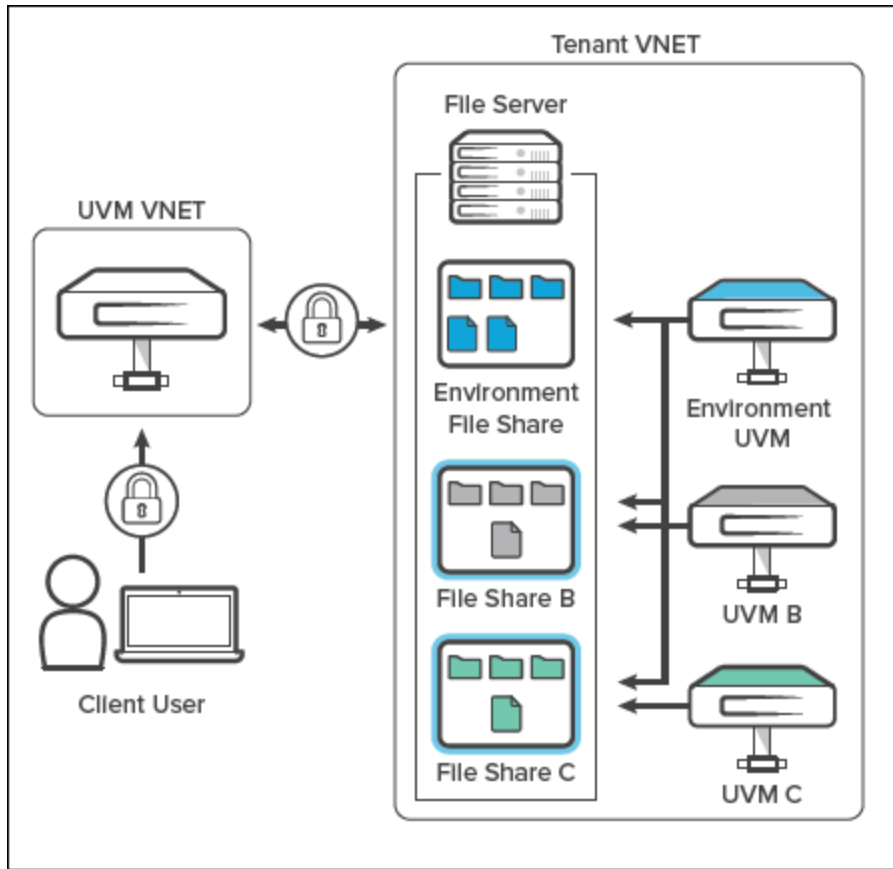 Tenant VNET
File Server
UVM VNET
Environment
File Share
Environment
UVM
File Share B
UVM B
Client User
File Share C
UVM C